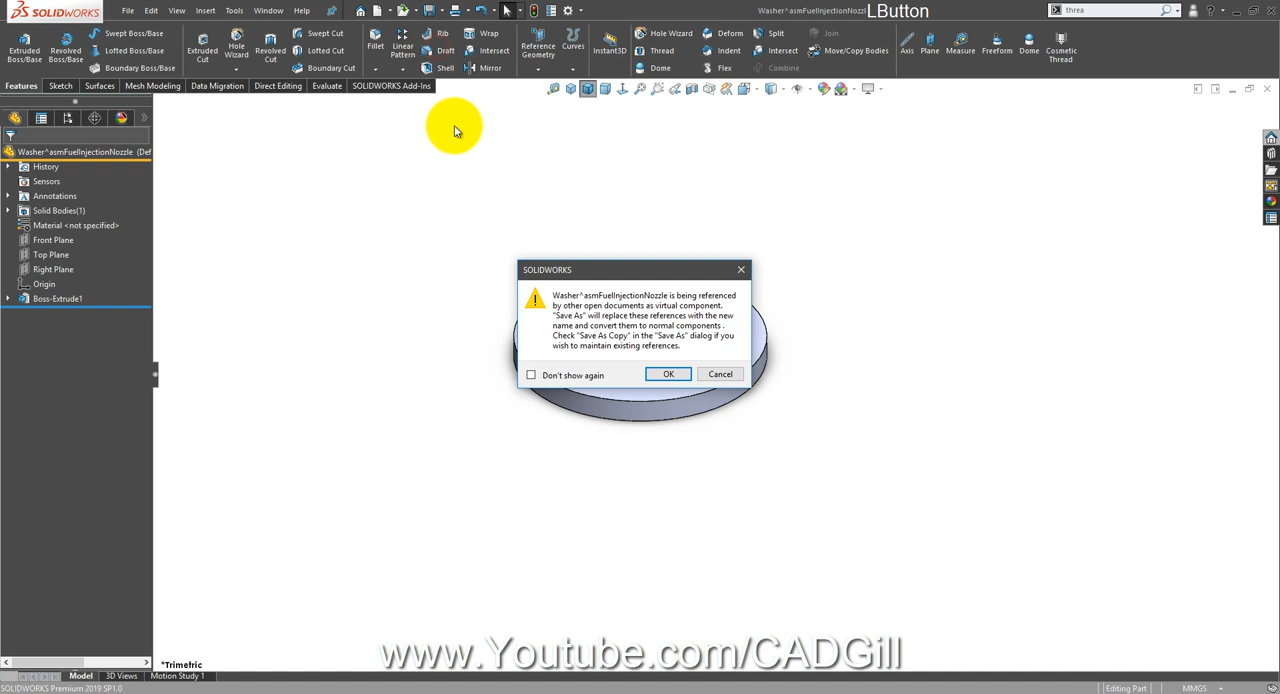 SOLIDWORKS File Edit View Insert Tools Window Help Washer^asmFuelInjectionNozzl LButton threa
Extruded Boss/Base
Revolved Boss/Base
Swept Boss/Base
Lofted Boss/Base
Boundary Boss/Base
Extruded Cut
Hole Wizard
Revolved Cut
Swept Cut
Lofted Cut
Boundary Cut
Fillet
Linear Pattern
Rib
Draft
Shell
Wrap
Intersect
Mirror
Reference Geometry
Curves
Instant3D
Hole Wizard
Thread
Dome
Deform
Indent
Flex
Split
Intersect
Combine
Join
Move/Copy Bodies
Axis
Plane
Measure
Freeform
Dome
Cosmetic Thread
Features Sketch Surfaces Mesh Modeling Data Migration Direct Editing Evaluate SOLIDWORKS Add-Ins
Washer^asmFuelInjectionNozzle (Def
History
Sensors
Annotations
Solid Bodies(1)
Material <not specified>
Front Plane
Top Plane
Right Plane
Origin
Boss-Extrude1
SOLIDWORKS
Washer^asmFuelInjectionNozzle is being referenced
by other open documents as virtual component.
"Save As" will replace these references with the new
name and convert them to normal components .
Check "Save As Copy" in the "Save As" dialog if you
wish to maintain existing references.
Don't show again OK Cancel
www.Youtube.com/CADGill
*Trimetric
Model 3D Views Motion Study 1
SOLIDWORKS Premium 2019 SP1.0 Editing Part MMGS